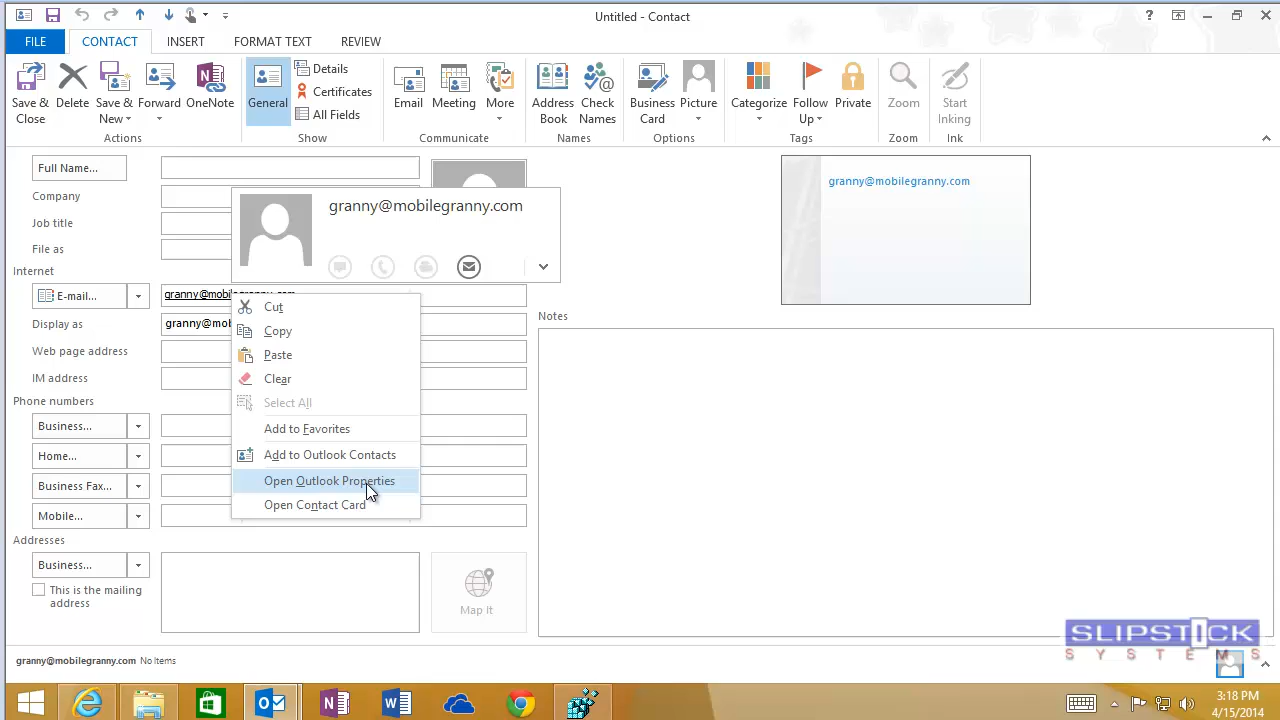 Untitled - Contact
?
FILE CONTACT INSERT FORMAT TEXT REVIEW
Save & Close
Delete
Save & New
Forward
OneNote
General
Details
Certificates
All Fields
Email
Meeting
More
Address Book
Check Names
Business Card
Picture
Categorize
Follow Up
Private
Zoom
Start Inking
Actions Show Communicate Names Options Tags Zoom Ink
Full Name...
Company
Job title
File as
Internet
E-mail...
Display as
granny@mob
Web page address
IM address
Phone numbers
Business...
Home...
Business Fax...
Mobile...
Addresses
Business...
This is the mailing
address
Map It
granny@mobilegranny.com
Cut
Copy
Paste
Clear
Select All
Add to Favorites
Add to Outlook Contacts
Open Outlook Properties
Open Contact Card
granny@mobilegranny.com
Notes
SLIPSTICK
SYSTEMS
granny@mobilegranny.com No Items
3:18 PM
4/15/2014